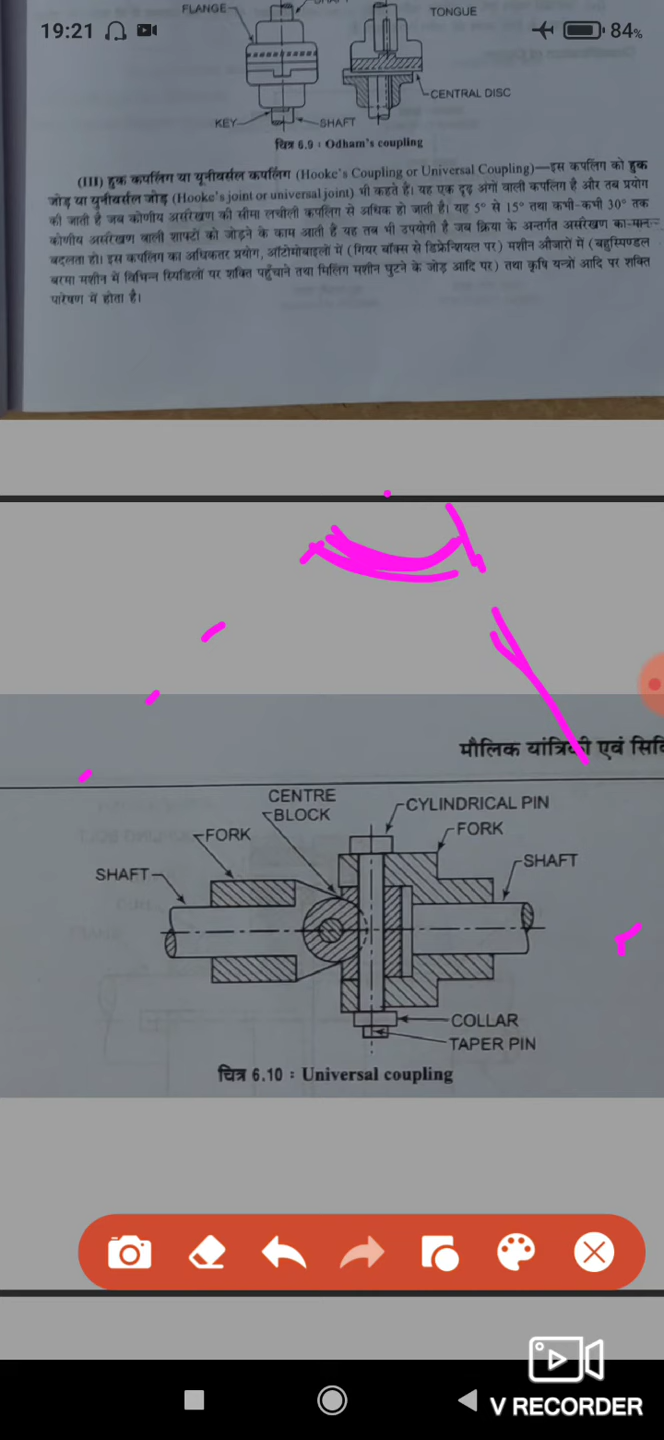 19:21
84%
FLANGE
TONGUE
CENTRAL DISC
KEY
SHAFT
चित्र 6.9 : Odham's coupling
(III) हुक कपलिंग या यूनीवर्सल कपलिंग (Hooke's Coupling or Universal Coupling)—इस कपलिंग को हुक
जोड़ या युनीवर्सल जोड़ (Hooke's joint or universal joint) भी कहते हैं। यह एक दृढ़ अंगों वाली कपलिंग है और तब प्रयोग
की जाती है जब कोणीय असंरेखण की सीमा लचीली कपलिंग से अधिक हो जाती है। यह 5° से 15° तथा कभी-कभी 30° तक
कोणीय असंरेखण वाली शाफ्टों को जोड़ने के काम आती है यह तब भी उपयोगी है जब क्रिया के अन्तर्गत असंरेखण का-मान
बदलता हो। इस कपलिंग का अधिकतर प्रयोग, ऑटोमोबाइलों में (गियर बॉक्स से डिफ्रेन्शियल पर) मशीन औजारों में (बहुस्पिण्डल
बरमा मशीन में विभिन्न स्पिंडिलों पर शक्ति पहुँचाने तथा मिलिंग मशीन घुटने के जोड़ आदि पर) तथा कृषि यन्त्रों आदि पर शक्ति
पारेषण में होता है।
मौलिक यांत्रिकी एवं सिवि
CENTRE
BLOCK
CYLINDRICAL PIN
FORK
FORK
SHAFT
SHAFT
COLLAR
TAPER PIN
चित्र 6.10 : Universal coupling
V RECORDER